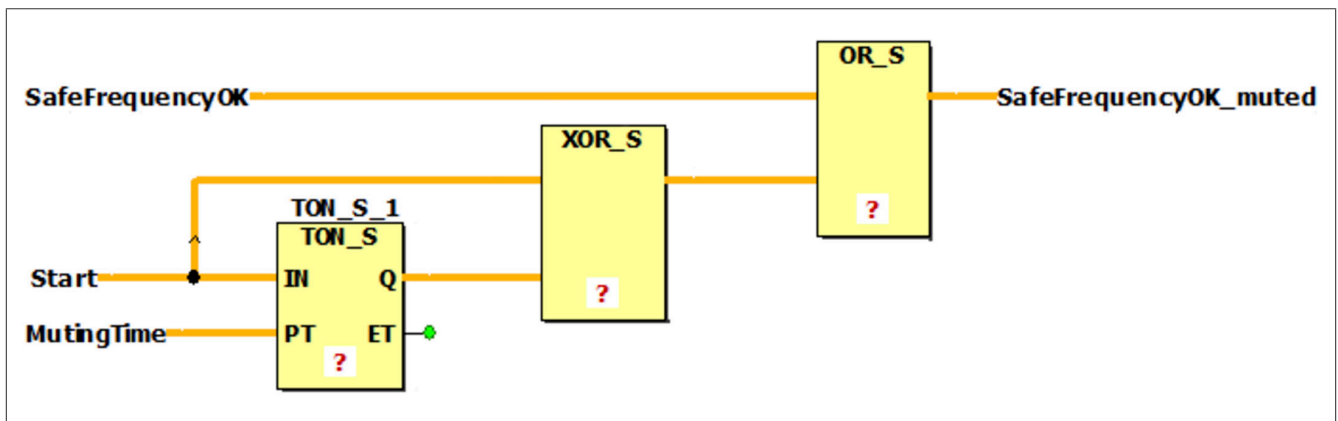 OR_S
SafeFrequencyOK
SafeFrequencyOK_muted
XOR_S
?
TON_S_1
TON_S
Start
IN
Q
?
MutingTime
PT
ET
?